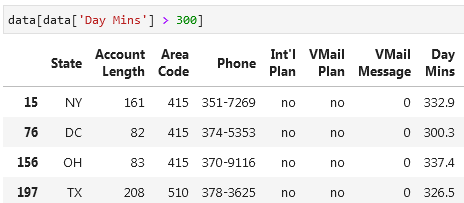 data[data['Day Mins'] > 300]
State Account Length Area Code Phone Int'l Plan VMail Plan VMail Message Day Mins
15 NY 161 415 351-7269 no no 0 332.9
76 DC 82 415 374-5353 no no 0 300.3
156 OH 83 415 370-9116 no no 0 337.4
197 TX 208 510 378-3625 no no 0 326.5